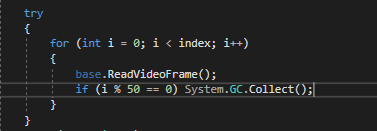 try
{
for (int i = 0; i < index; i++)
{
base.ReadVideoFrame();
if (i % 50 == 0) System.GC.Collect();
}
}